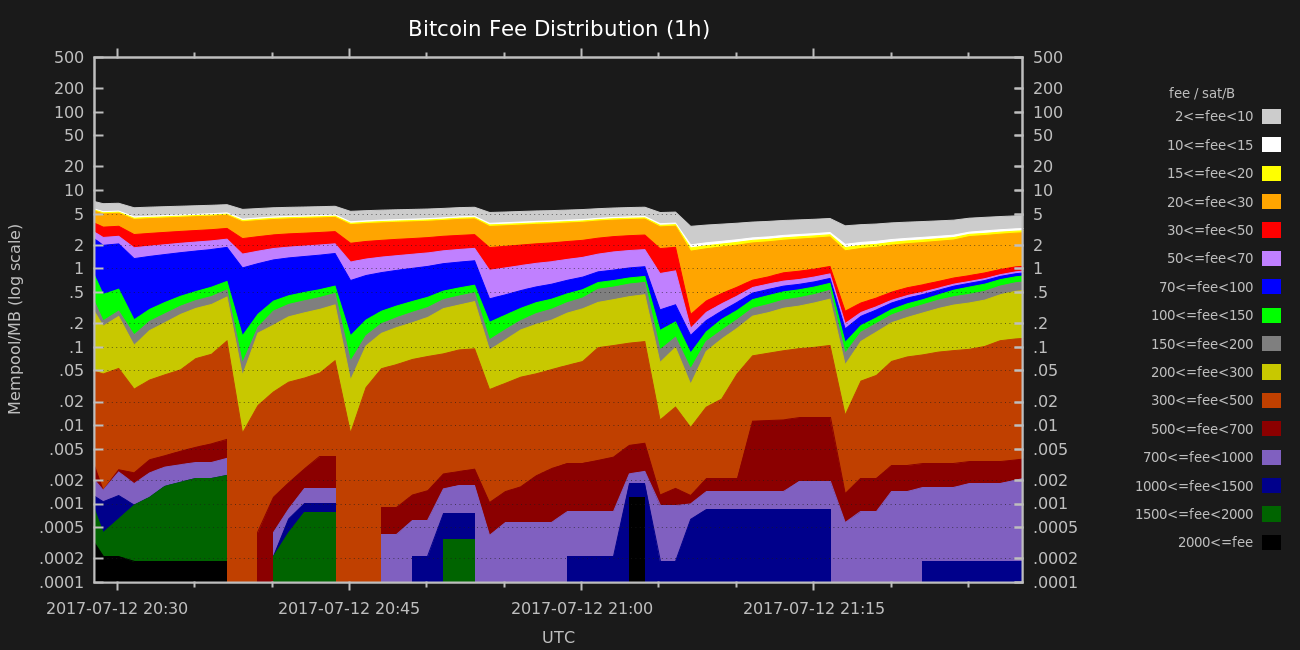 Bitcoin Fee Distribution (1h)
500 500
200 200
100 100
50 50
20 20
10 10
5 5
2 2
1 1
.5 .5
.2 .2
.1 .1
.05 .05
.02 .02
.01 .01
.005 .005
.002 .002
.001 .001
.0005 .0005
.0002 .0002
.0001 .0001
Mempool/MB (log scale)
2017-07-12 20:30 2017-07-12 20:45 2017-07-12 21:00 2017-07-12 21:15
UTC
fee / sat/B
2<=fee<10
10<=fee<15
15<=fee<20
20<=fee<30
30<=fee<50
50<=fee<70
70<=fee<100
100<=fee<150
150<=fee<200
200<=fee<300
300<=fee<500
500<=fee<700
700<=fee<1000
1000<=fee<1500
1500<=fee<2000
2000<=fee